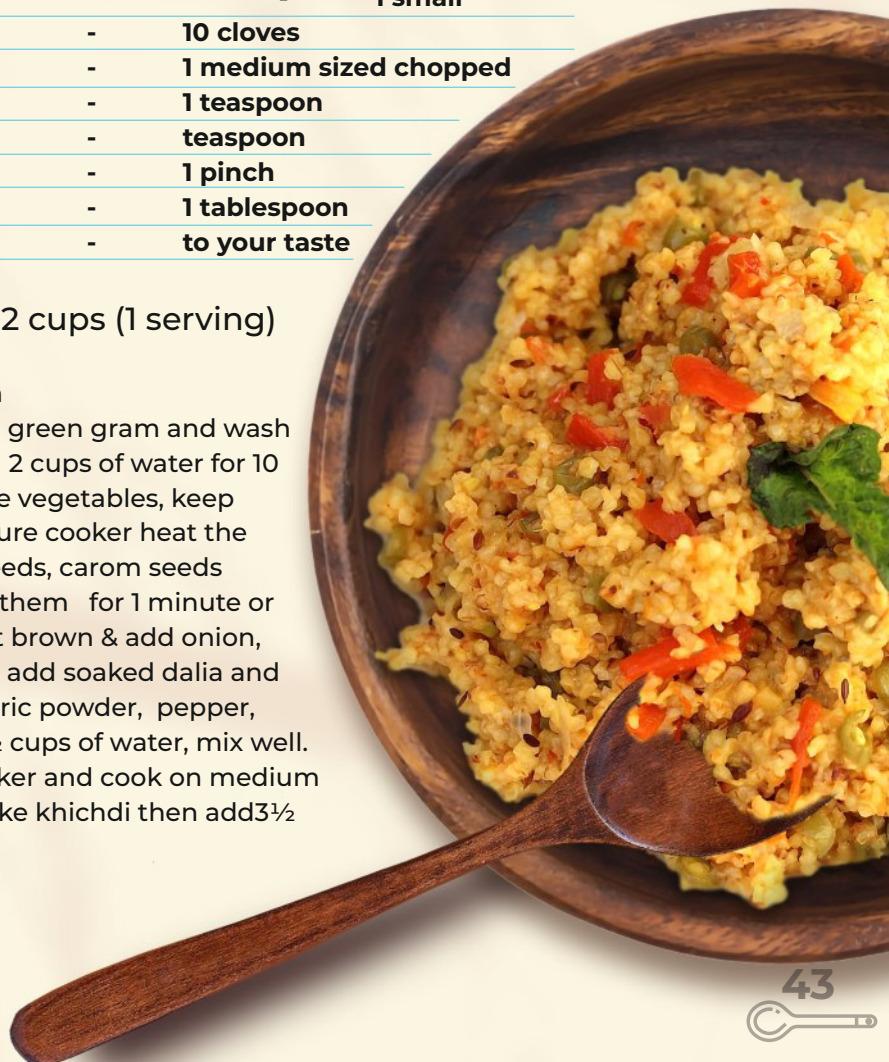 1 small
- 10 cloves
- 1 medium sized chopped
- 1 teaspoon
- teaspoon
- 1 pinch
- 1 tablespoon
- to your taste
2 cups (1 serving)
green gram and wash
2 cups of water for 10
e vegetables, keep
ure cooker heat the
eds, carom seeds
them for 1 minute or
t brown & add onion,
add soaked dalia and
ric powder, pepper,
½ cups of water, mix well.
ker and cook on medium
ke khichdi then add3½
43